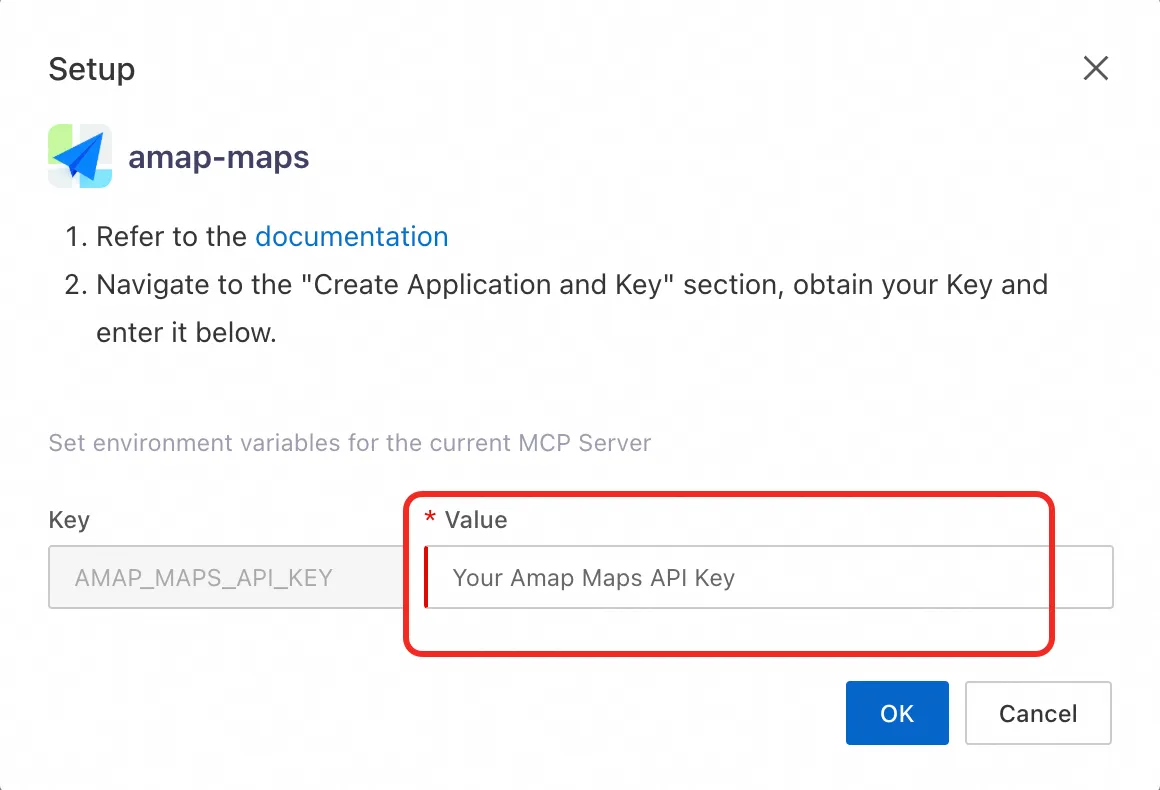 Setup
amap-maps
1. Refer to the documentation
2. Navigate to the "Create Application and Key" section, obtain your Key and
enter it below.
Set environment variables for the current MCP Server
Key
* Value
AMAP_MAPS_API_KEY
Your Amap Maps API Key
OK
Cancel